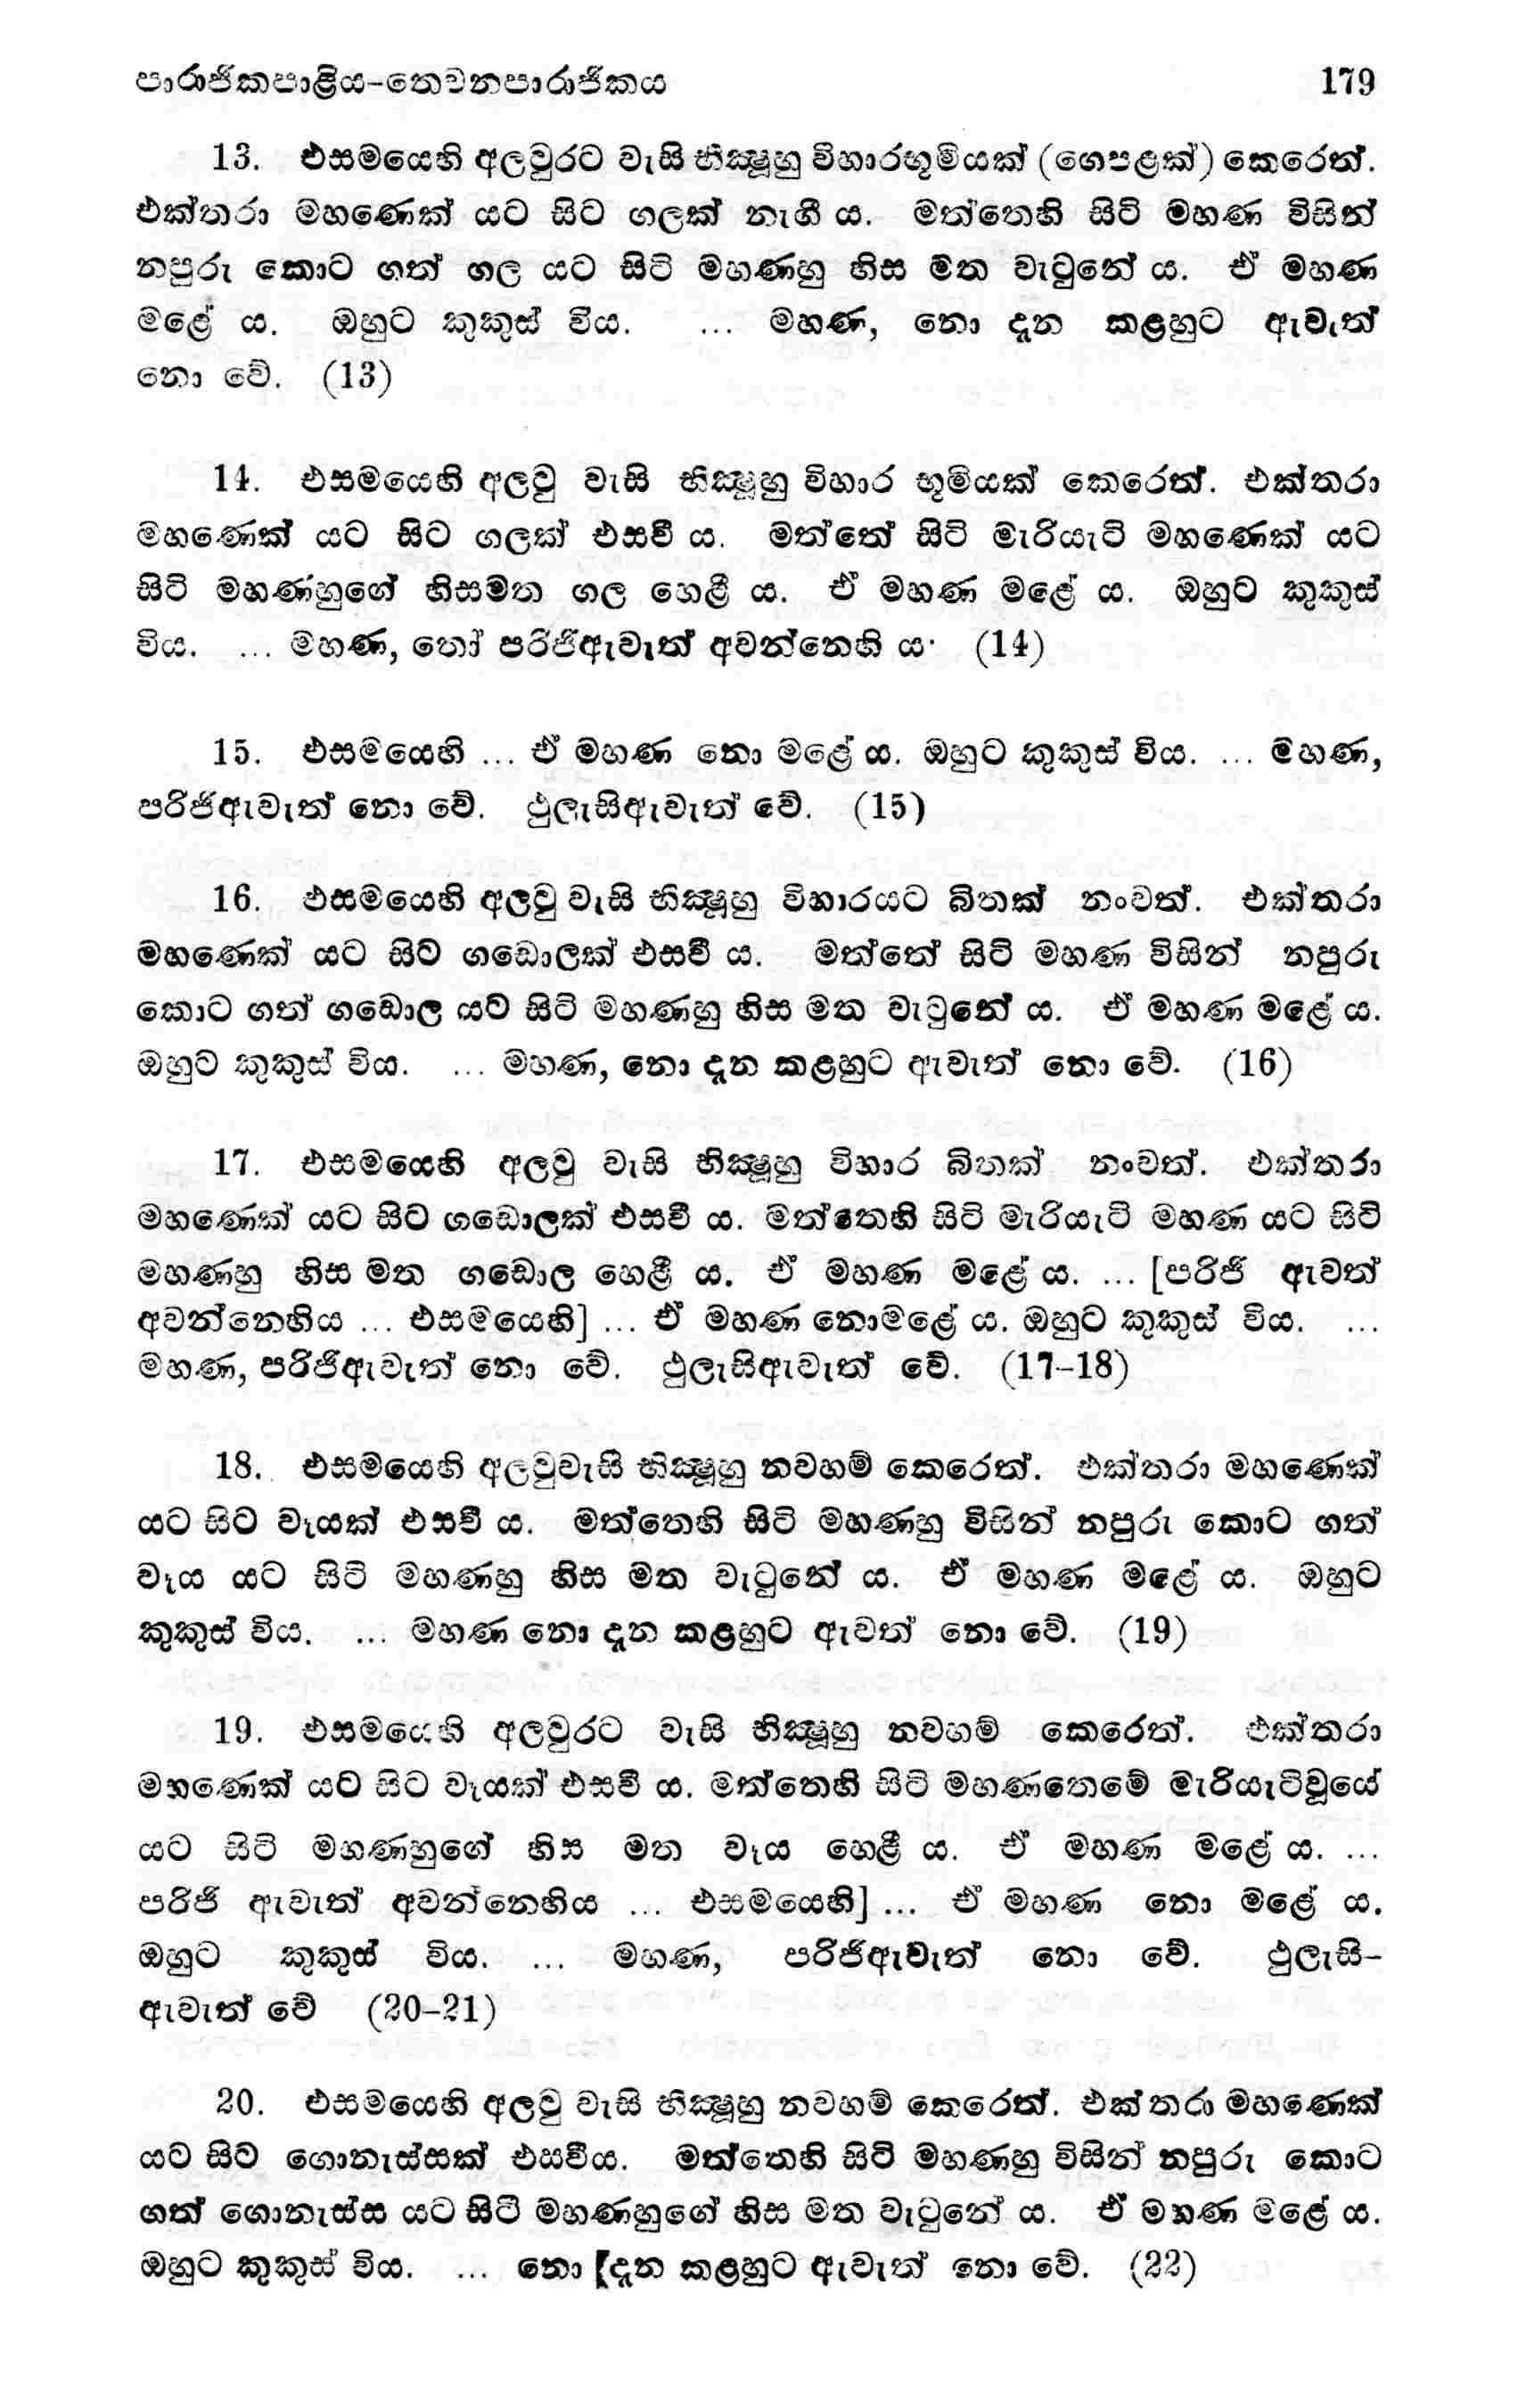 පාරාජිකපාළිය-තෙවනපාරාජිකය 179
13. එසමයෙහි අලවුරට වැසි භික්‍ෂූහු විහාරභූමියක් (ගෙපළක්) කෙරෙත්.
එක්තරා මහණෙක් යට සිට ගලක් නැගී ය. මත්තෙහි සිටි මහණ විසින්
නපුරු කොට ගත් ගල යට සිටි මහණහු හිස මත වැටුනේ ය. ඒ මහණ
මළේ ය. ඔහුට කුකුස් විය. ... මහණ, නො දැන කළහුට ඇවැත්
නො වේ. (13)
14. එසමයෙහි අලවු වැසි භික්‍ෂූහු විහාර භූමියක් කෙරෙත්. එක්තරා
මහණෙක් යට සිට ගලක් එසවී ය. මත්තේ සිටි මැරියැටි මහණෙක් යට
සිටි මහණහුගේ හිසමත ගල හෙළී ය. ඒ මහණ මළේ ය. ඔහුට කුකුස්
විය. ... මහණ, තෝ පරිජිඇවැත් අවන්නෙහි ය. (14)
15. එසමයෙහි ... ඒ මහණ නො මළේ ය. ඔහුට කුකුස් විය. ... මහණ,
පරිජිඇවැත් නො වේ. ථුලැසිඇවැත් වේ. (15)
16. එසමයෙහි අලවු වැසි භික්‍ෂූහු විහාරයට බිතක් නංවත්. එක්තරා
මහණෙක් යට සිට ගඩොලක් එසවී ය. මත්තේ සිටි මහණ විසින් නපුරු
කොට ගත් ගඩොල යට සිටි මහණහු හිස මත වැටුනේ ය. ඒ මහණ මළේ ය.
ඔහුට කුකුස් විය. ... මහණ, නො දැන කළහුට ඇවැත් නො වේ. (16)
17. එසමයෙහි අලවු වැසි භික්‍ෂූහු විහාර බිතක් නංවත්. එක්තරා
මහණෙක් යට සිට ගඩොලක් එසවී ය. මත්තෙහි සිටි මැරියැටි මහණ යට සිටි
මහණහු හිස මත ගඩොල හෙළී ය. ඒ මහණ මළේ ය. ... [පරිජි ඇවත්
අවන්නෙහිය ... එසමයෙහි] ... ඒ මහණ නොමළේ ය. ඔහුට කුකුස් විය. ...
මහණ, පරිජිඇවැත් නො වේ. ථුලැසිඇවැත් වේ. (17-18)
18. එසමයෙහි අලවුවැසි භික්‍ෂූහු නවහම් කෙරෙත්. එක්තරා මහණෙක්
යට සිට වෑයක් එසවී ය. මත්තෙහි සිටි මහණහු විසින් නපුරු කොට ගත්
වෑය යට සිටි මහණහු හිස මත වැටුනේ ය. ඒ මහණ මළේ ය. ඔහුට
කුකුස් විය. ... මහණ නො දැන කළහුට ඇවත් නො වේ. (19)
19. එසමයෙහි අලවුරට වැසි භික්‍ෂූහු නවහම් කෙරෙත්. එක්තරා
මහණෙක් යට සිට වෑයක් එසවී ය. මත්තෙහි සිටි මහණතෙමේ මැරියැටිවූයේ
යට සිටි මහණහුගේ හිස මත වෑය හෙළී ය. ඒ මහණ මළේ ය. ...
පරිජි ඇවැත් අවන්නෙහිය ... එසමයෙහි] ... ඒ මහණ නො මළේ ය.
ඔහුට කුකුස් විය. ... මහණ, පරිජිඇවැත් නො වේ. ථුලැසි-
ඇවැත් වේ (20-21)
20. එසමයෙහි අලවු වැසි භික්‍ෂූහු නවහම් කෙරෙත්. එක්තරා මහණෙක්
යට සිට ගොනැස්සක් එසවීය. මත්තෙහි සිටි මහණහු විසින් නපුරු කොට
ගත් ගොනැස්ස යට සිටි මහණහුගේ හිස මත වැටුනේ ය. ඒ මහණ මළේ ය.
ඔහුට කුකුස් විය. ... නො [දැන කළහුට ඇවැත් නො වේ. (22)